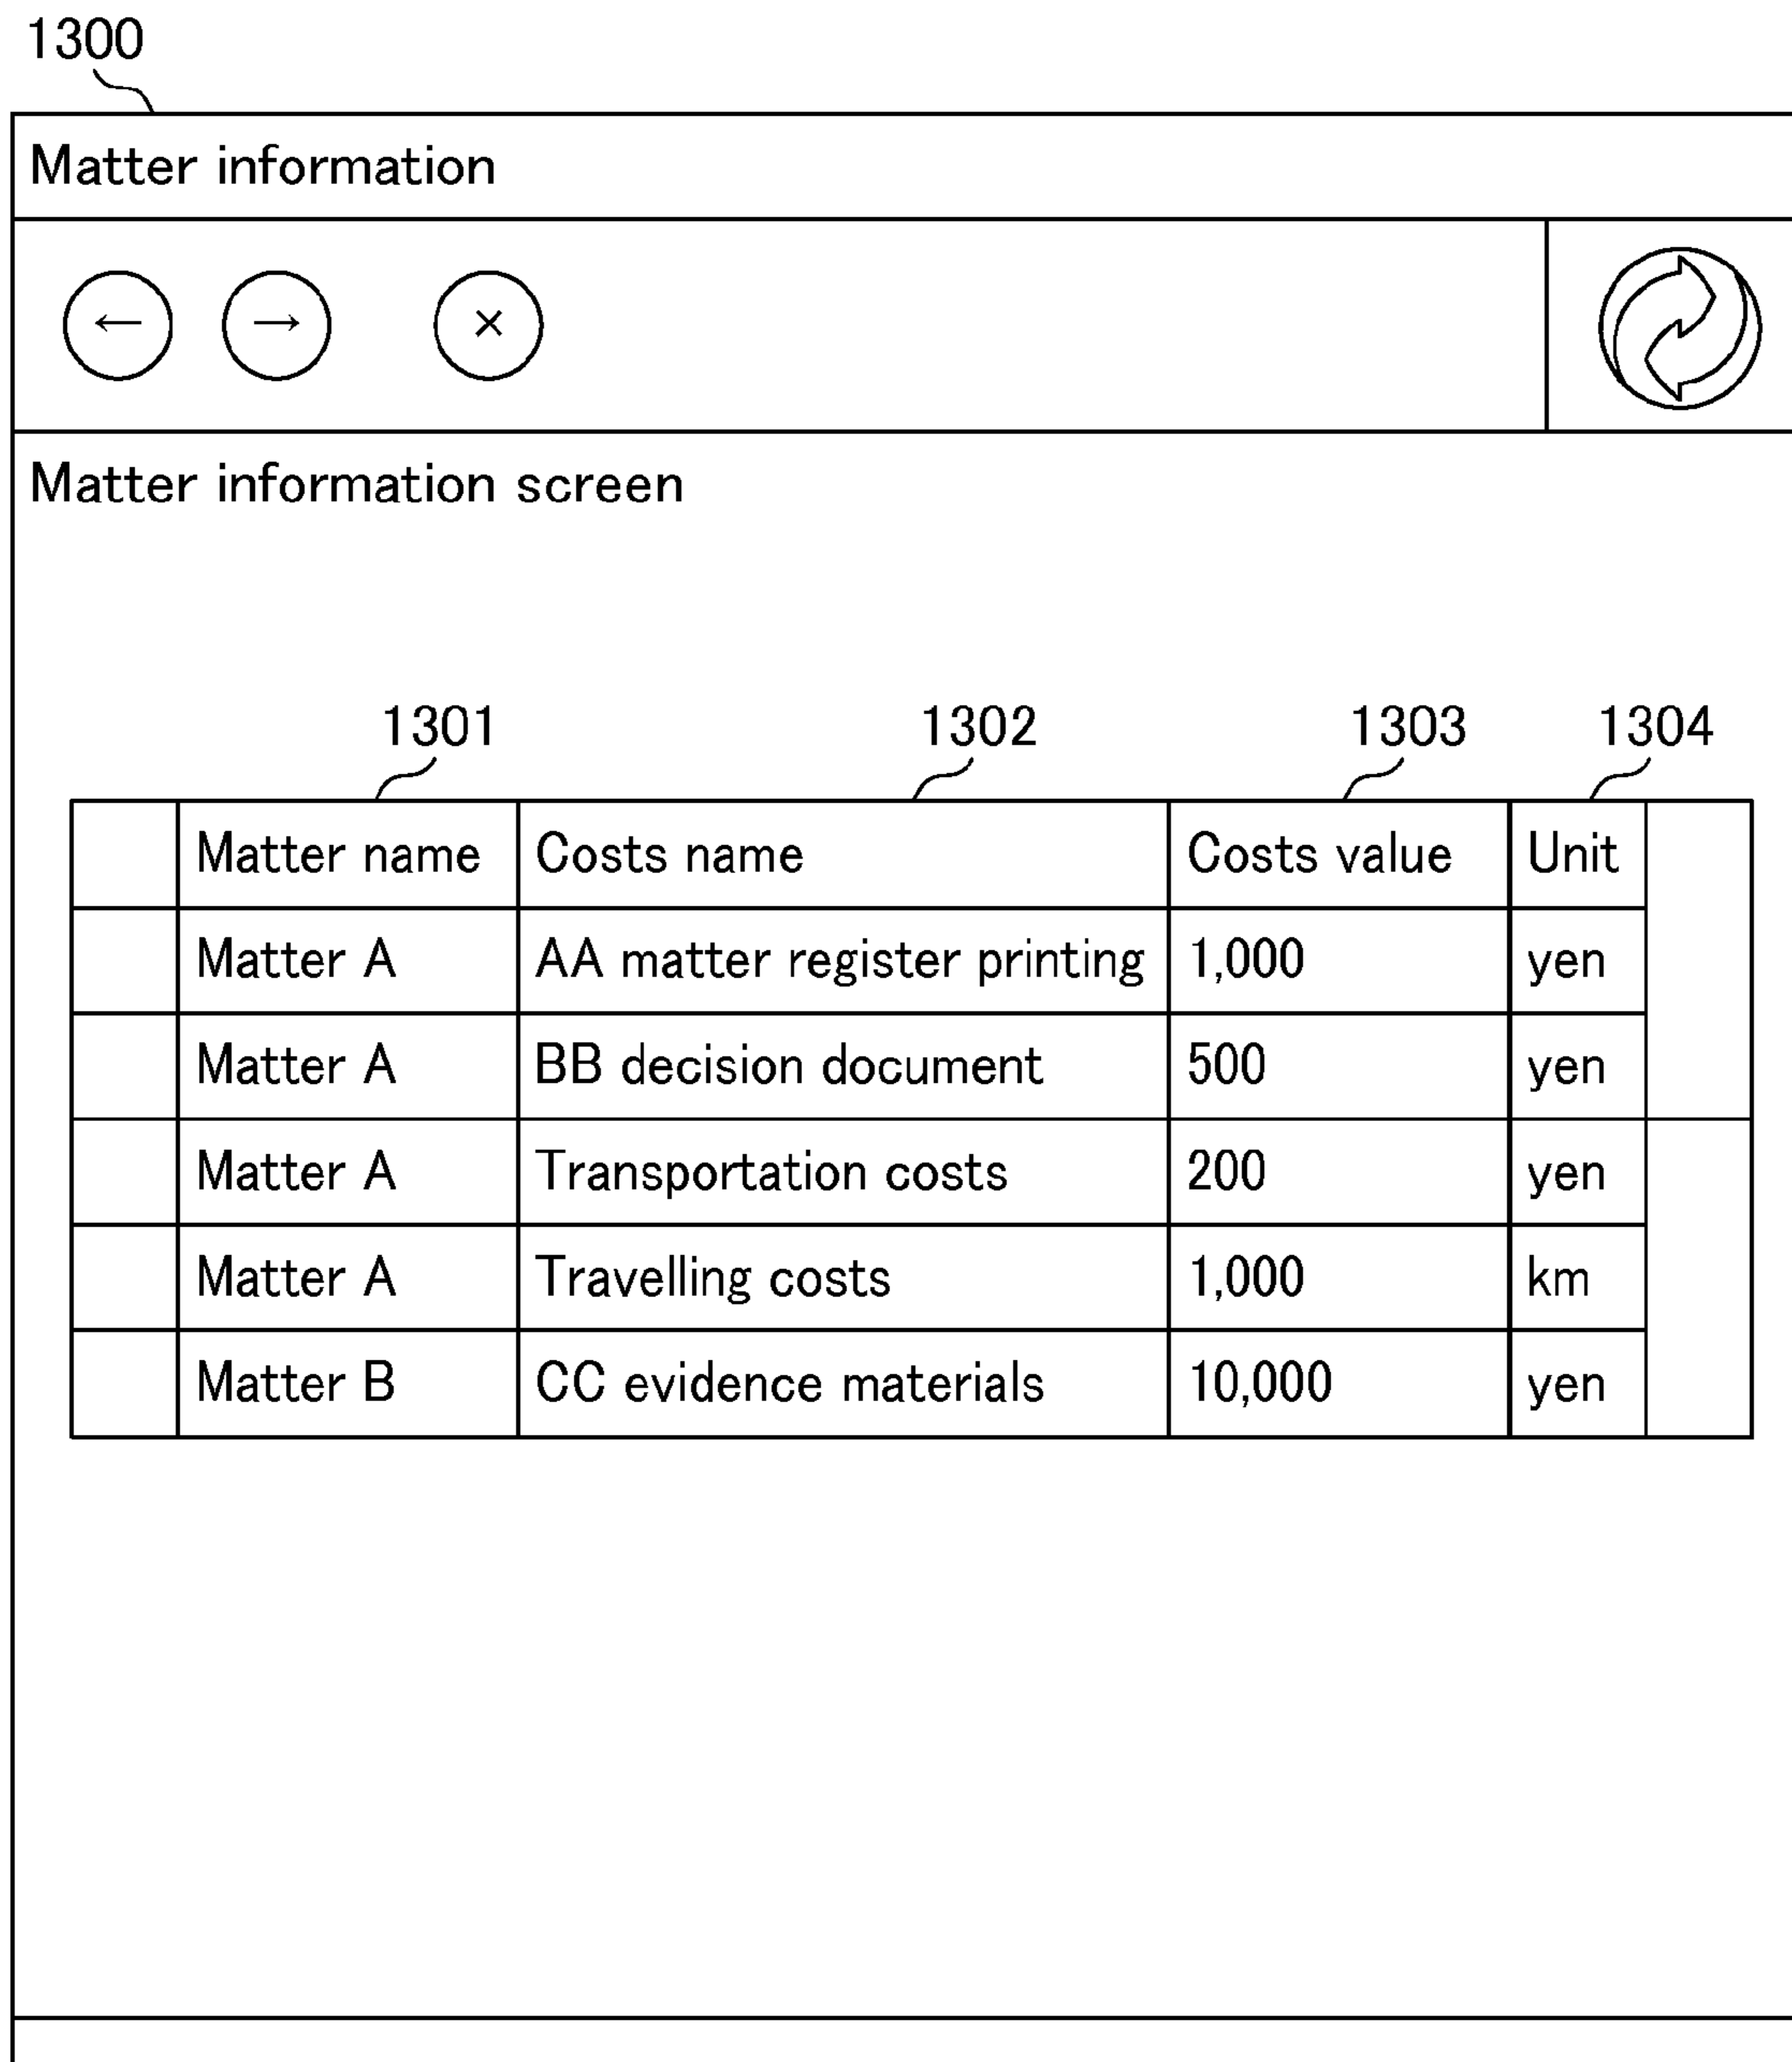 1300
Matter information
← → ×
Matter information screen
1301 1302 1303 1304
Matter name Costs name Costs value Unit
Matter A AA matter register printing 1,000 yen
Matter A BB decision document 500 yen
Matter A Transportation costs 200 yen
Matter A Travelling costs 1,000 km
Matter B CC evidence materials 10,000 yen